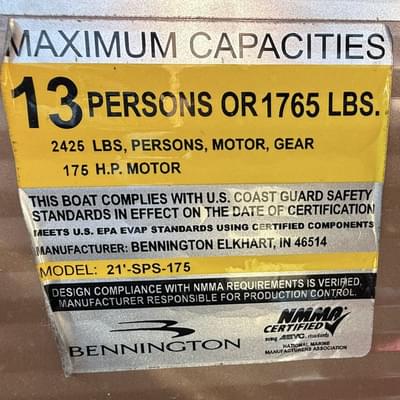 MAXIMUM CAPACITIES
13 PERSONS OR 1765 LBS.
2425 LBS, PERSONS, MOTOR, GEAR
175 H.P. MOTOR
THIS BOAT COMPLIES WITH U.S. COAST GUARD SAFETY
STANDARDS IN EFFECT ON THE DATE OF CERTIFICATION
MEETS U.S. EPA EVAP STANDARDS USING CERTIFIED COMPONENTS
MANUFACTURER: BENNINGTON ELKHART, IN 46514
MODEL: 21'-SPS-175
DESIGN COMPLIANCE WITH NMMA REQUIREMENTS IS VERIFIED.
MANUFACTURER RESPONSIBLE FOR PRODUCTION CONTROL.
BENNINGTON
NMMA
CERTIFIED
using ABYC standards
NATIONAL MARINE
MANUFACTURERS ASSOCIATION